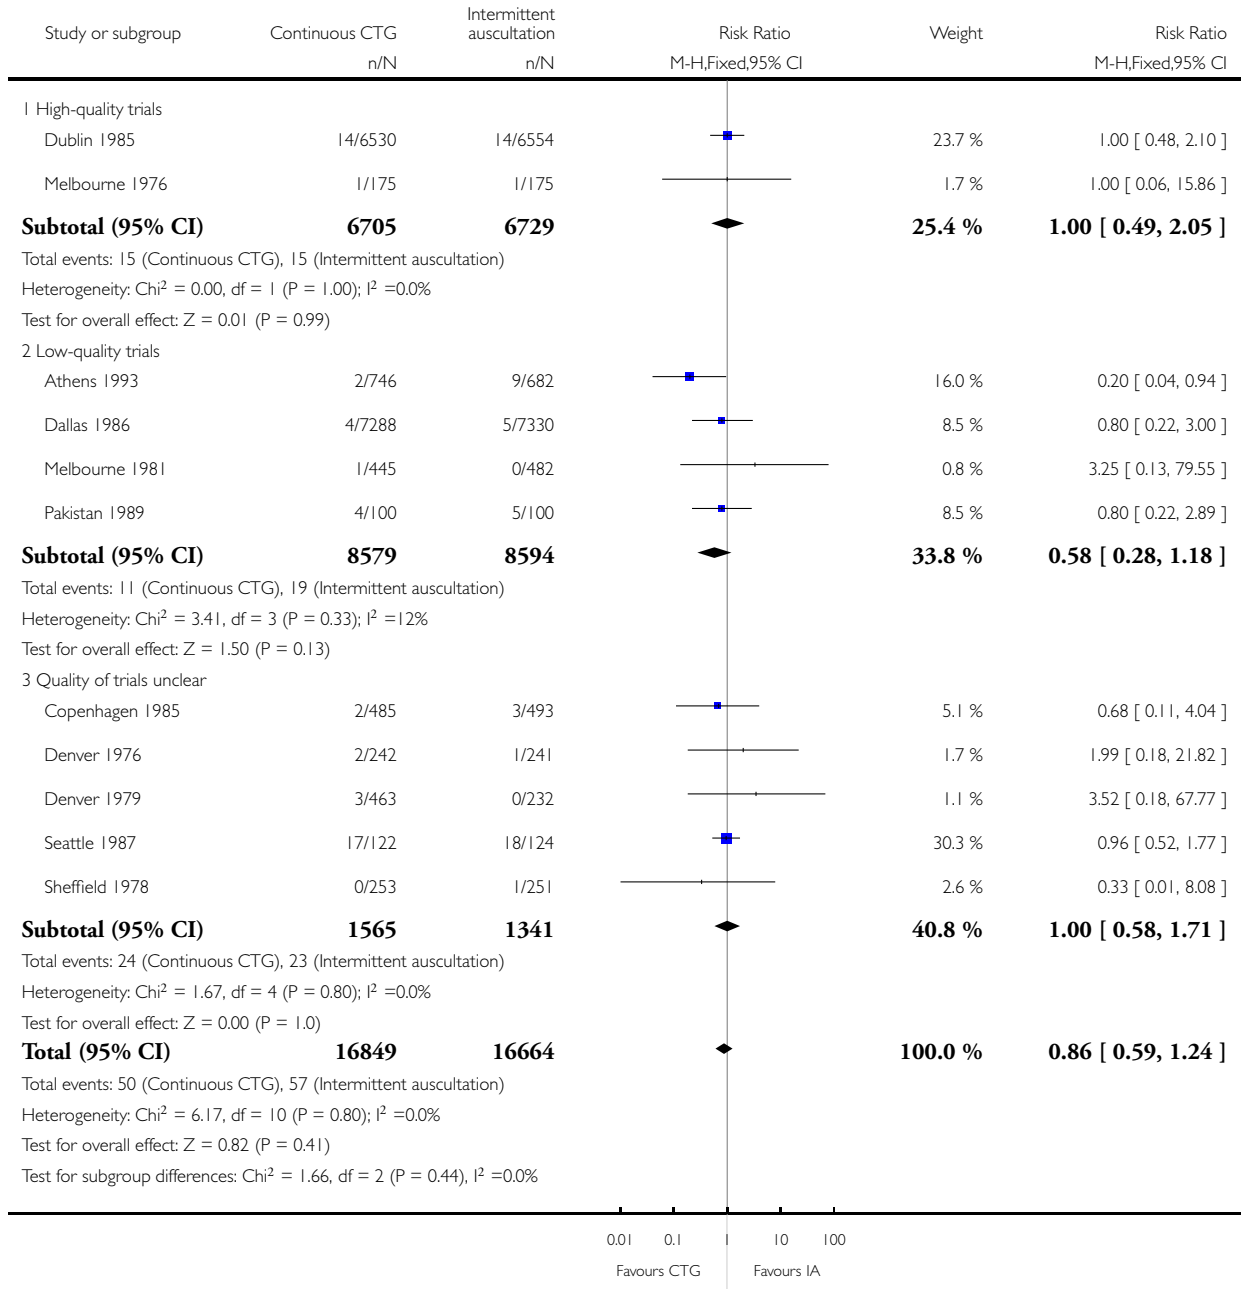 Study or subgroup Continuous CTG Intermittent auscultation Risk Ratio Weight Risk Ratio
n/N n/N M-H,Fixed,95% CI M-H,Fixed,95% CI
1 High-quality trials
Dublin 1985 14/6530 14/6554 23.7 % 1.00 [ 0.48, 2.10 ]
Melbourne 1976 1/175 1/175 1.7 % 1.00 [ 0.06, 15.86 ]
Subtotal (95% CI) 6705 6729 25.4 % 1.00 [ 0.49, 2.05 ]
Total events: 15 (Continuous CTG), 15 (Intermittent auscultation)
Heterogeneity: Chi² = 0.00, df = 1 (P = 1.00); I² =0.0%
Test for overall effect: Z = 0.01 (P = 0.99)
2 Low-quality trials
Athens 1993 2/746 9/682 16.0 % 0.20 [ 0.04, 0.94 ]
Dallas 1986 4/7288 5/7330 8.5 % 0.80 [ 0.22, 3.00 ]
Melbourne 1981 1/445 0/482 0.8 % 3.25 [ 0.13, 79.55 ]
Pakistan 1989 4/100 5/100 8.5 % 0.80 [ 0.22, 2.89 ]
Subtotal (95% CI) 8579 8594 33.8 % 0.58 [ 0.28, 1.18 ]
Total events: 11 (Continuous CTG), 19 (Intermittent auscultation)
Heterogeneity: Chi² = 3.41, df = 3 (P = 0.33); I² =12%
Test for overall effect: Z = 1.50 (P = 0.13)
3 Quality of trials unclear
Copenhagen 1985 2/485 3/493 5.1 % 0.68 [ 0.11, 4.04 ]
Denver 1976 2/242 1/241 1.7 % 1.99 [ 0.18, 21.82 ]
Denver 1979 3/463 0/232 1.1 % 3.52 [ 0.18, 67.77 ]
Seattle 1987 17/122 18/124 30.3 % 0.96 [ 0.52, 1.77 ]
Sheffield 1978 0/253 1/251 2.6 % 0.33 [ 0.01, 8.08 ]
Subtotal (95% CI) 1565 1341 40.8 % 1.00 [ 0.58, 1.71 ]
Total events: 24 (Continuous CTG), 23 (Intermittent auscultation)
Heterogeneity: Chi² = 1.67, df = 4 (P = 0.80); I² =0.0%
Test for overall effect: Z = 0.00 (P = 1.0)
Total (95% CI) 16849 16664 100.0 % 0.86 [ 0.59, 1.24 ]
Total events: 50 (Continuous CTG), 57 (Intermittent auscultation)
Heterogeneity: Chi² = 6.17, df = 10 (P = 0.80); I² =0.0%
Test for overall effect: Z = 0.82 (P = 0.41)
Test for subgroup differences: Chi² = 1.66, df = 2 (P = 0.44), I² =0.0%
0.01 0.1 1 10 100
Favours CTG Favours IA